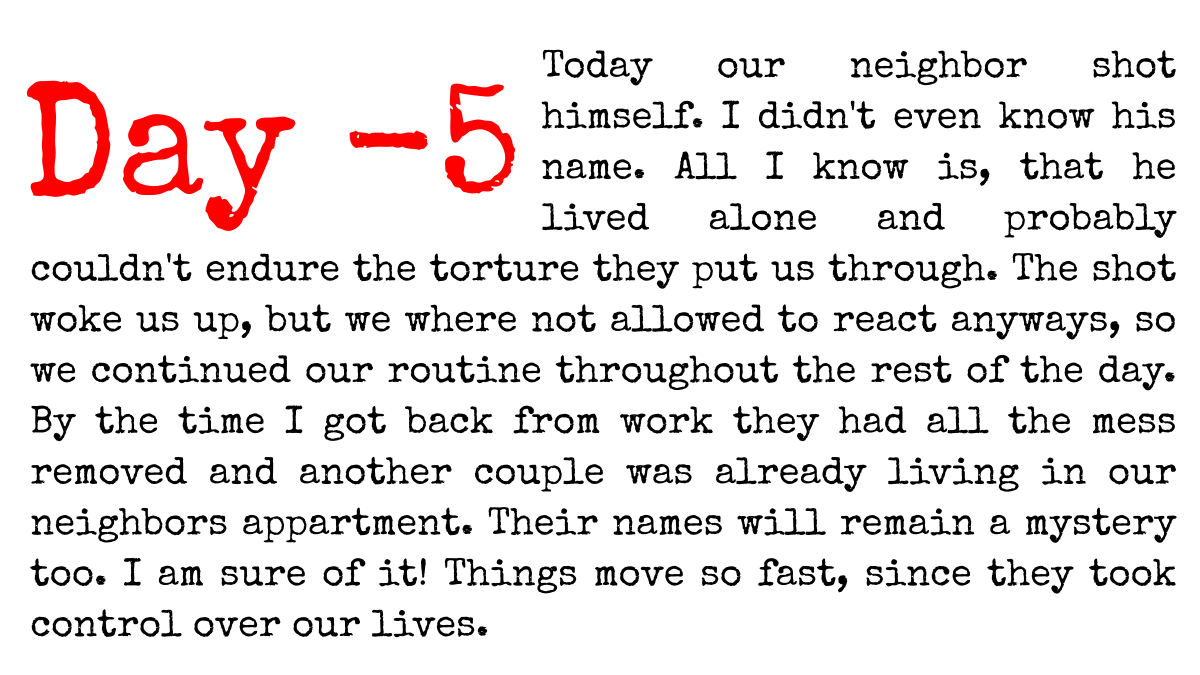 Day -5
Today our neighbor shot
himself. I didn't even know his
name. All I know is, that he
lived alone and probably
couldn't endure the torture they put us through. The shot
woke us up, but we where not allowed to react anyways, so
we continued our routine throughout the rest of the day.
By the time I got back from work they had all the mess
removed and another couple was already living in our
neighbors appartment. Their names will remain a mystery
too. I am sure of it! Things move so fast, since they took
control over our lives.